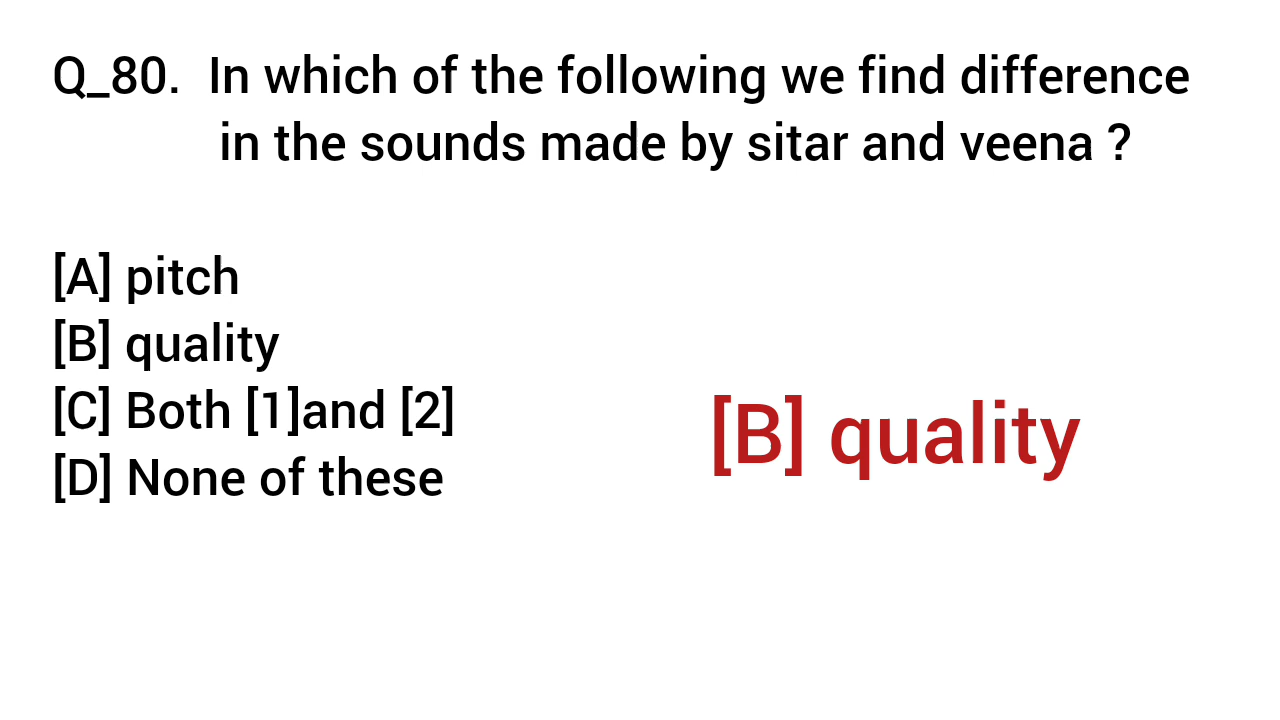 Q_80. In which of the following we find difference
in the sounds made by sitar and veena ?
[A] pitch
[B] quality
[C] Both [1]and [2]
[D] None of these
[B] quality